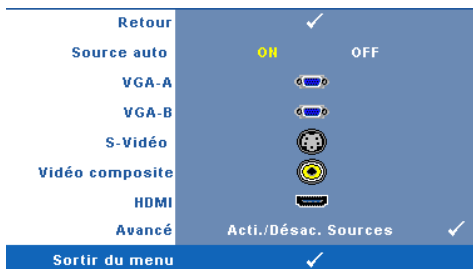 Retour
Source auto ON OFF
VGA-A
VGA-B
S-Vidéo
Vidéo composite
HDMI
Avancé Acti./Désac. Sources
Sortir du menu